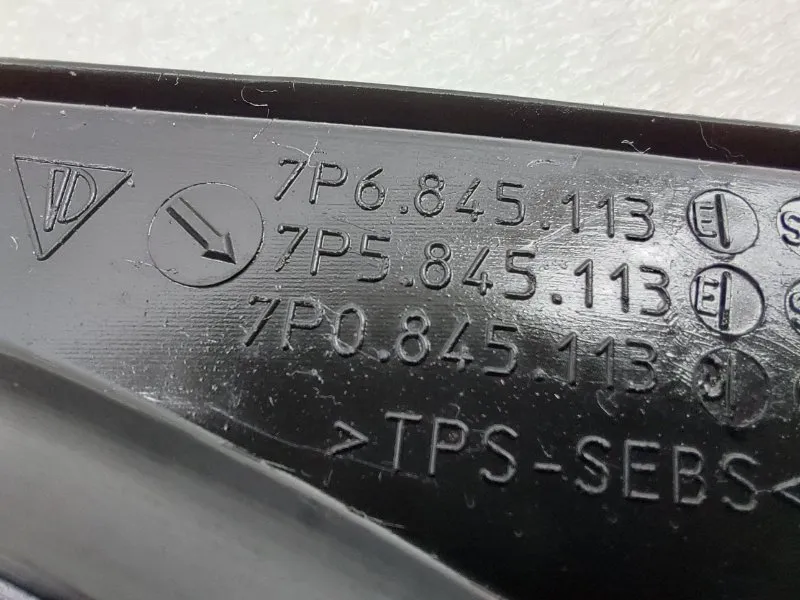 7P6.845.113 E S
7P5.845.113 E
7P0.845.113
>TPS-SEBS<